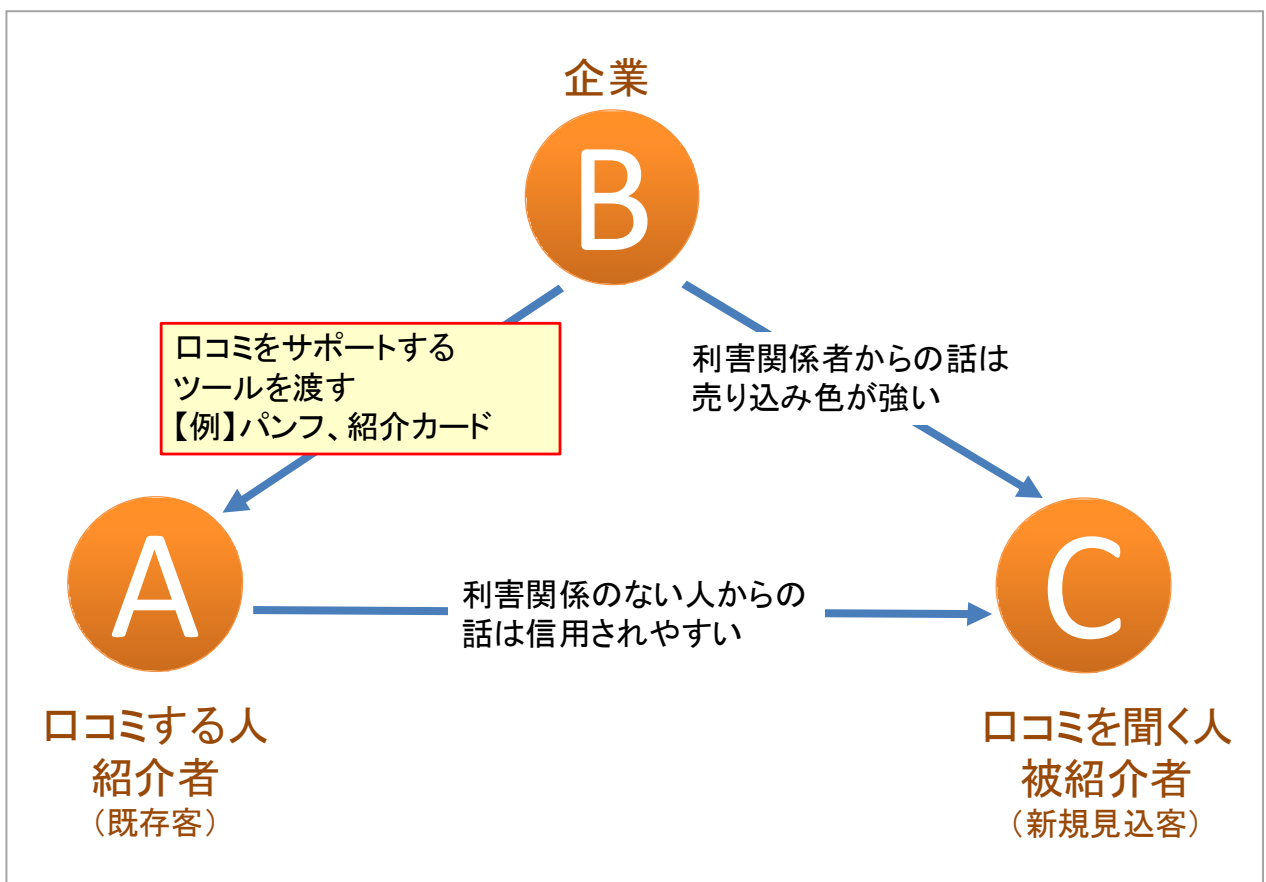 企業
B
口コミをサポートする
ツールを渡す
【例】パンフ、紹介カード
利害関係者からの話は
売り込み色が強い
A
利害関係のない人からの
話は信用されやすい
C
口コミする人
紹介者
（既存客）
口コミを聞く人
被紹介者
（新規見込客）